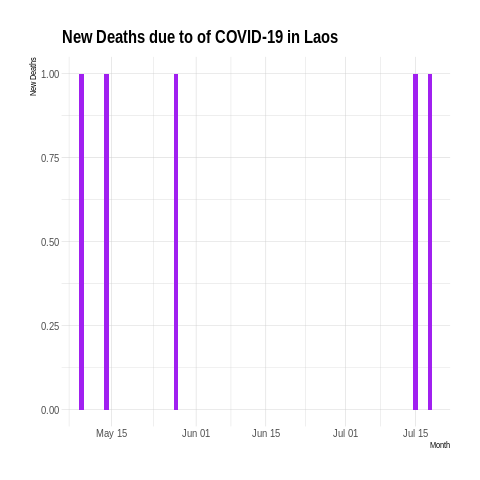 New Deaths due to of COVID-19 in Laos
New Deaths
1.00
0.75
0.50
0.25
0.00
May 15 Jun 01 Jun 15 Jul 01 Jul 15
Month